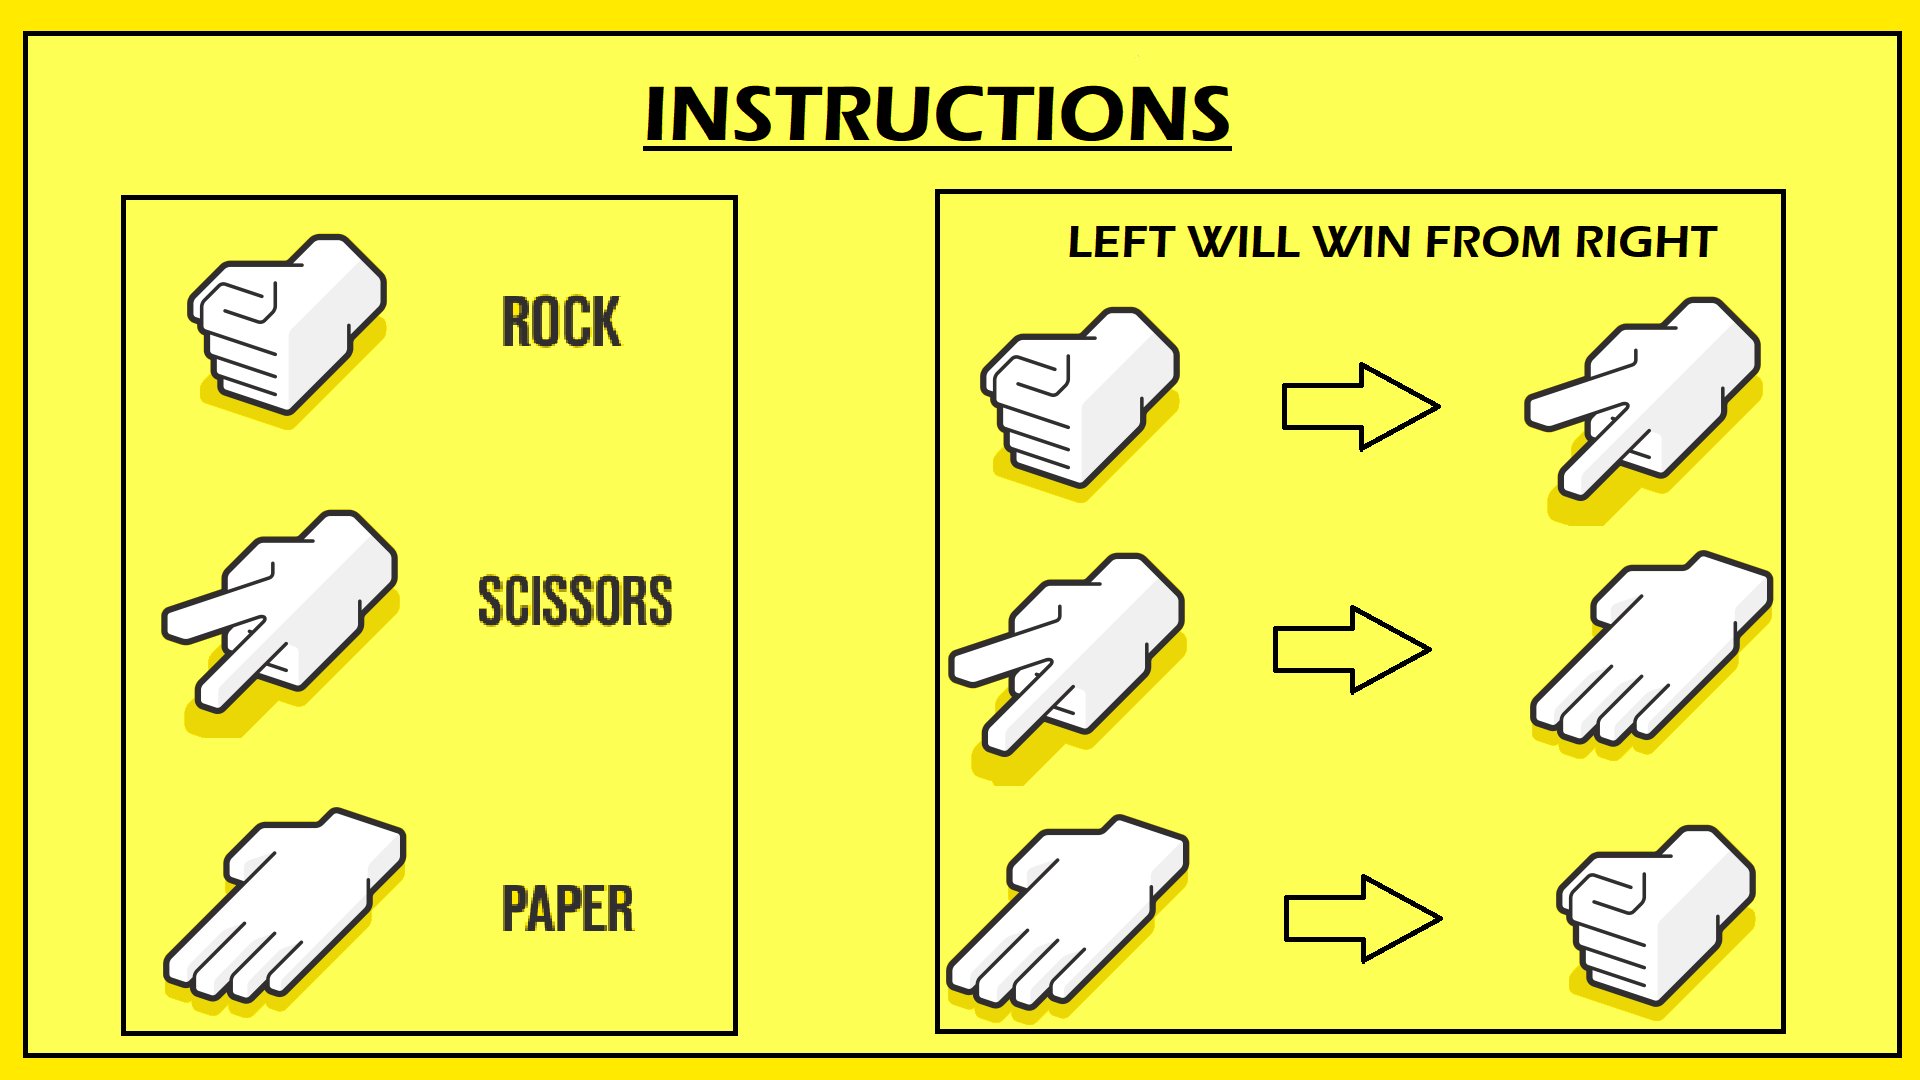 INSTRUCTIONS
ROCK
SCISSORS
PAPER
LEFT WILL WIN FROM RIGHT